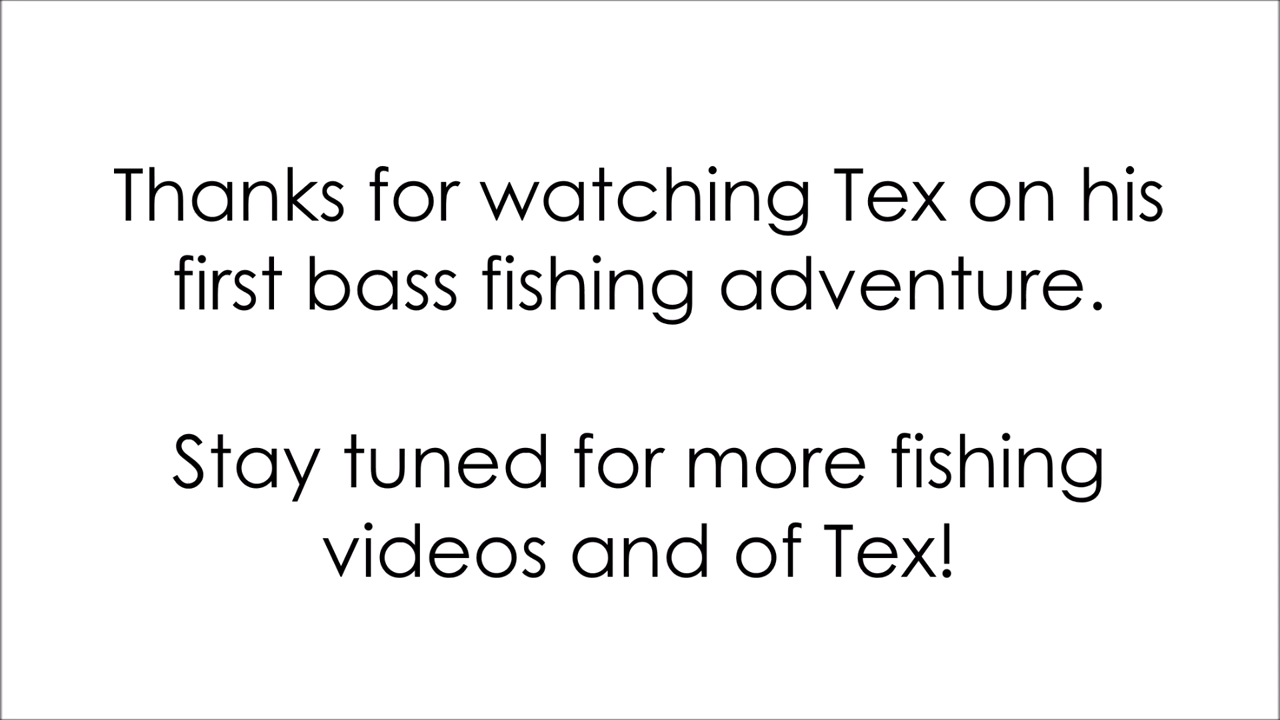 Thanks for watching Tex on his
first bass fishing adventure.
Stay tuned for more fishing
videos and of Tex!